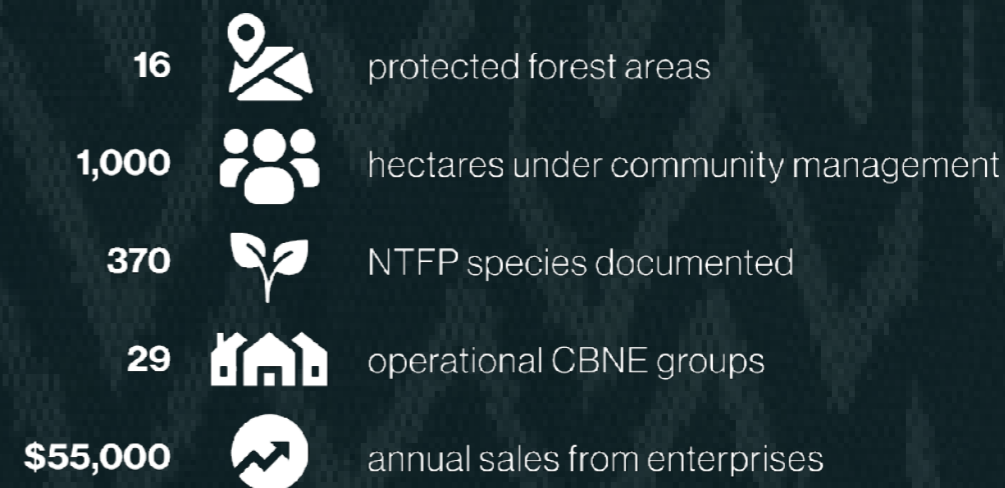 16 protected forest areas
1,000 hectares under community management
370 NTFP species documented
29 operational CBNE groups
$55,000 annual sales from enterprises